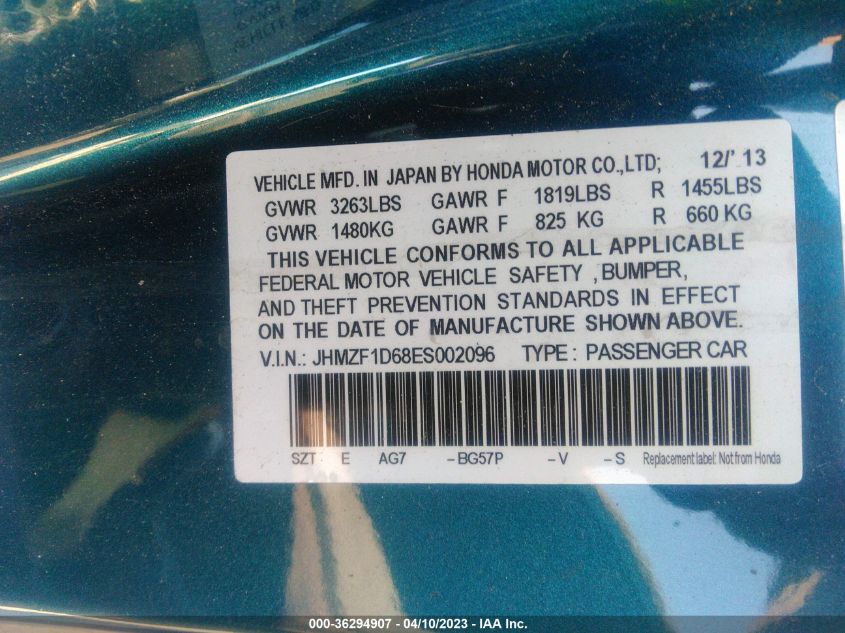 VEHICLE MFD. IN JAPAN BY HONDA MOTOR CO.,LTD; 12/' 13
GVWR 3263LBS GAWR F 1819LBS R 1455LBS
GVWR 1480KG GAWR F 825 KG R 660 KG
THIS VEHICLE CONFORMS TO ALL APPLICABLE
FEDERAL MOTOR VEHICLE SAFETY , BUMPER,
AND THEFT PREVENTION STANDARDS IN EFFECT
ON THE DATE OF MANUFACTURE SHOWN ABOVE.
V.I.N.: JHMZF1D68ES002096 TYPE : PASSENGER CAR
SZT : E AG7 – BG57P – V – S Replacement label: Not from Honda
000-36294907 - 04/10/2023 - IAA Inc.